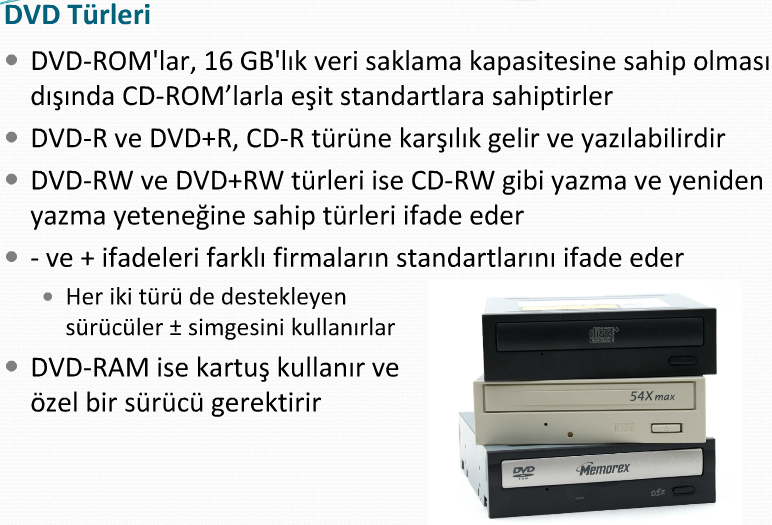 DVD Türleri
DVD-ROM'lar, 16 GB'lık veri saklama kapasitesine sahip olması
dışında CD-ROM’larla eşit standartlara sahiptirler
DVD-R ve DVD+R, CD-R türüne karşılık gelir ve yazılabilirdir
DVD-RW ve DVD+RW türleri ise CD-RW gibi yazma ve yeniden
yazma yeteneğine sahip türleri ifade eder
- ve + ifadeleri farklı firmaların standartlarını ifade eder
Her iki türü de destekleyen
sürücüler ± simgesini kullanırlar
DVD-RAM ise kartuş kullanır ve
özel bir sürücü gerektirir
54X max
DVD
Memorex